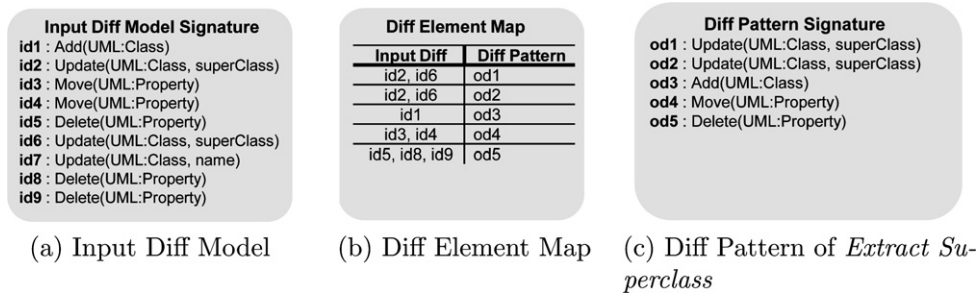 Input Diff Model Signature
id1 : Add(UML:Class)
id2 : Update(UML:Class, superClass)
id3 : Move(UML:Property)
id4 : Move(UML:Property)
id5 : Delete(UML:Property)
id6 : Update(UML:Class, superClass)
id7 : Update(UML:Class, name)
id8 : Delete(UML:Property)
id9 : Delete(UML:Property)
(a) Input Diff Model
Diff Element Map
Input Diff Diff Pattern
id2, id6 od1
id2, id6 od2
id1 od3
id3, id4 od4
id5, id8, id9 od5
(b) Diff Element Map
Diff Pattern Signature
od1 : Update(UML:Class, superClass)
od2 : Update(UML:Class, superClass)
od3 : Add(UML:Class)
od4 : Move(UML:Property)
od5 : Delete(UML:Property)
(c) Diff Pattern of Extract Su-
perclass